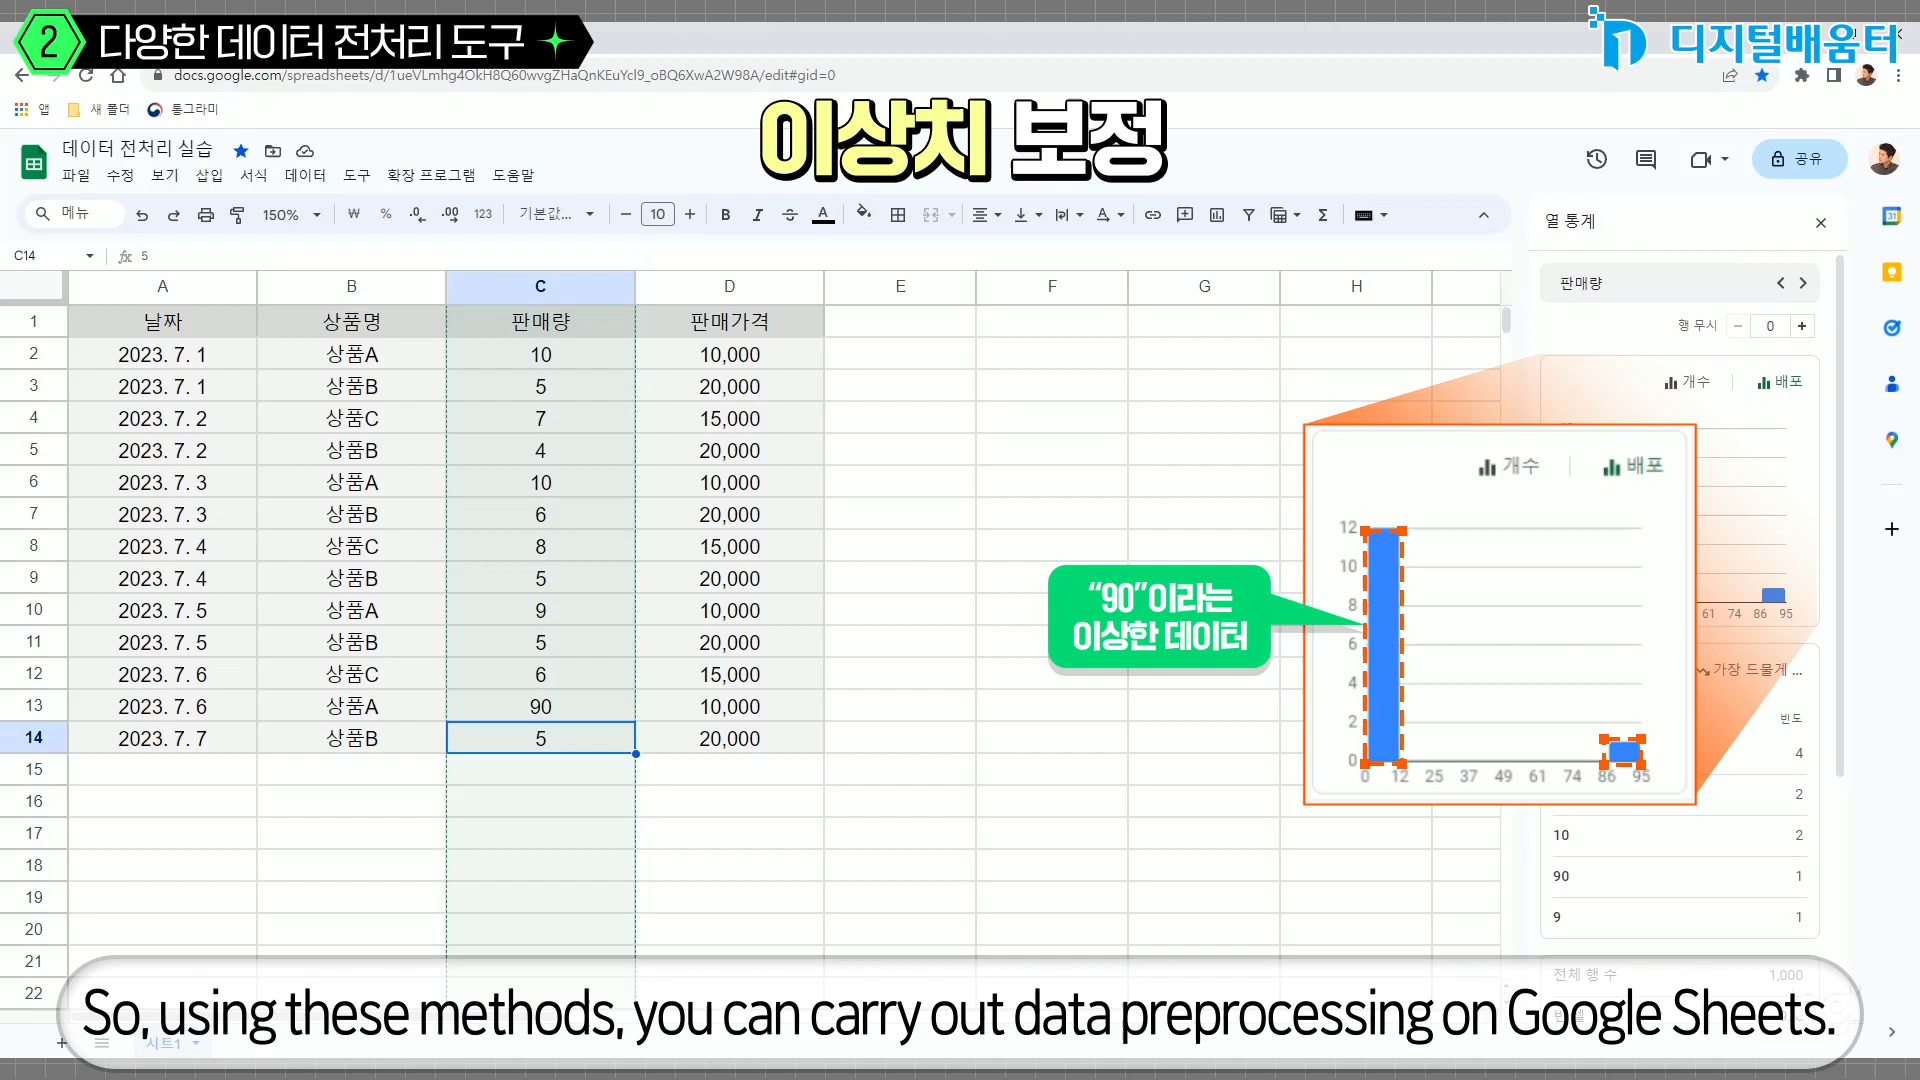 2 다양한 데이터 전처리 도구
디지털배움터
docs.google.com/spreadsheets/d/1ueVLmhg4OkH8Q60wvgZHaQnKEuYcl9_oBQ6XwA2W98A/edit#gid=0
앱 새 폴더 통그라미
이상치 보정
데이터 전처리 실습
파일 수정 보기 삽입 서식 데이터 도구 확장 프로그램 도움말
공유
메뉴 150% ₩ % .0 .00 123 기본값... 10 B I A Σ
열 통계
C14 fx 5
판매량
행 무시 0
A B C D E F G H
1 날짜 상품명 판매량 판매가격
2 2023. 7. 1 상품A 10 10,000
3 2023. 7. 1 상품B 5 20,000
4 2023. 7. 2 상품C 7 15,000
5 2023. 7. 2 상품B 4 20,000
6 2023. 7. 3 상품A 10 10,000
7 2023. 7. 3 상품B 6 20,000
8 2023. 7. 4 상품C 8 15,000
9 2023. 7. 4 상품B 5 20,000
10 2023. 7. 5 상품A 9 10,000
11 2023. 7. 5 상품B 5 20,000
12 2023. 7. 6 상품C 6 15,000
13 2023. 7. 6 상품A 90 10,000
14 2023. 7. 7 상품B 5 20,000
15
16
17
18
19
20
21
22
개수 배포
개수 배포
12
10
8
6
4
2
0
0 12 25 37 49 61 74 86 95
"90"이라는
이상한 데이터
61 74 86 95
가장 드물게 ...
빈도
4
2
10 2
90 1
9 1
전체 행 수 1,000
시트1
So, using these methods, you can carry out data preprocessing on Google Sheets.